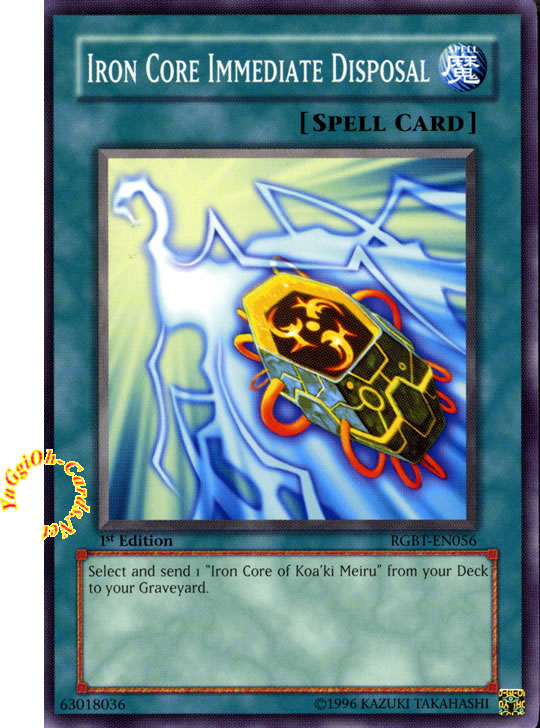 IRON CORE IMMEDIATE DISPOSAL
SPELL
魔
[SPELL CARD]
YuGgiOh-Cards.Net
1st Edition
RGBT-EN056
Select and send 1 "Iron Core of Koa'ki Meiru" from your Deck
to your Graveyard.
63018036
©1996 KAZUKI TAKAHASHI